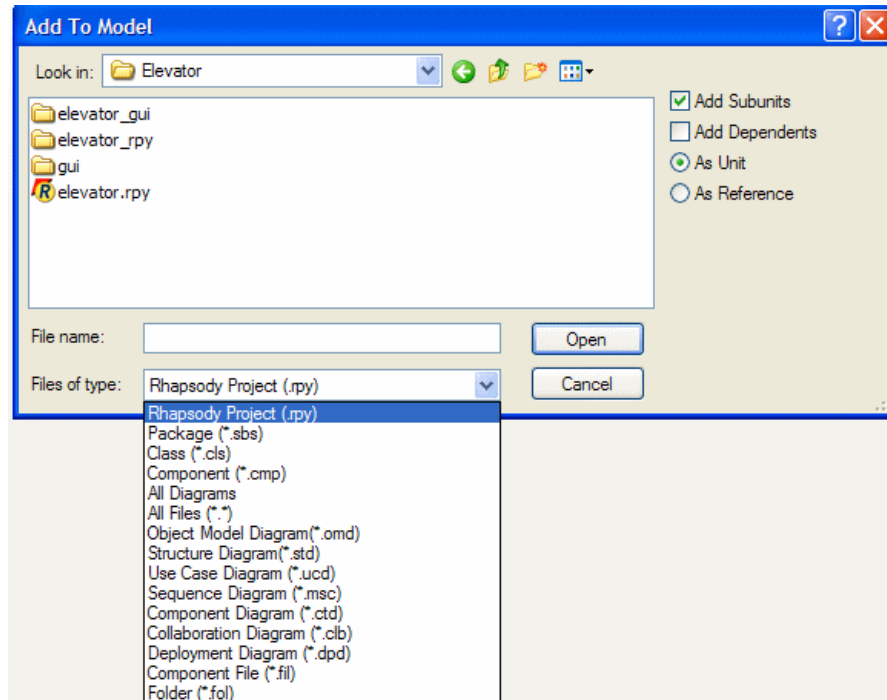 Add To Model
Look in: Elevator
elevator_gui
elevator_rpy
gui
elevator.rpy
Add Subunits
Add Dependents
As Unit
As Reference
File name:
Open
Files of type: Rhapsody Project (.rpy)
Cancel
Rhapsody Project (.rpy)
Package (*.sbs)
Class (*.cls)
Component (*.cmp)
All Diagrams
All Files (*.*)
Object Model Diagram(*.omd)
Structure Diagram(*.std)
Use Case Diagram (*.ucd)
Sequence Diagram (*.msc)
Component Diagram (*.ctd)
Collaboration Diagram (*.clb)
Deployment Diagram (*.dpd)
Component File (*.fil)
Folder (*.fol)